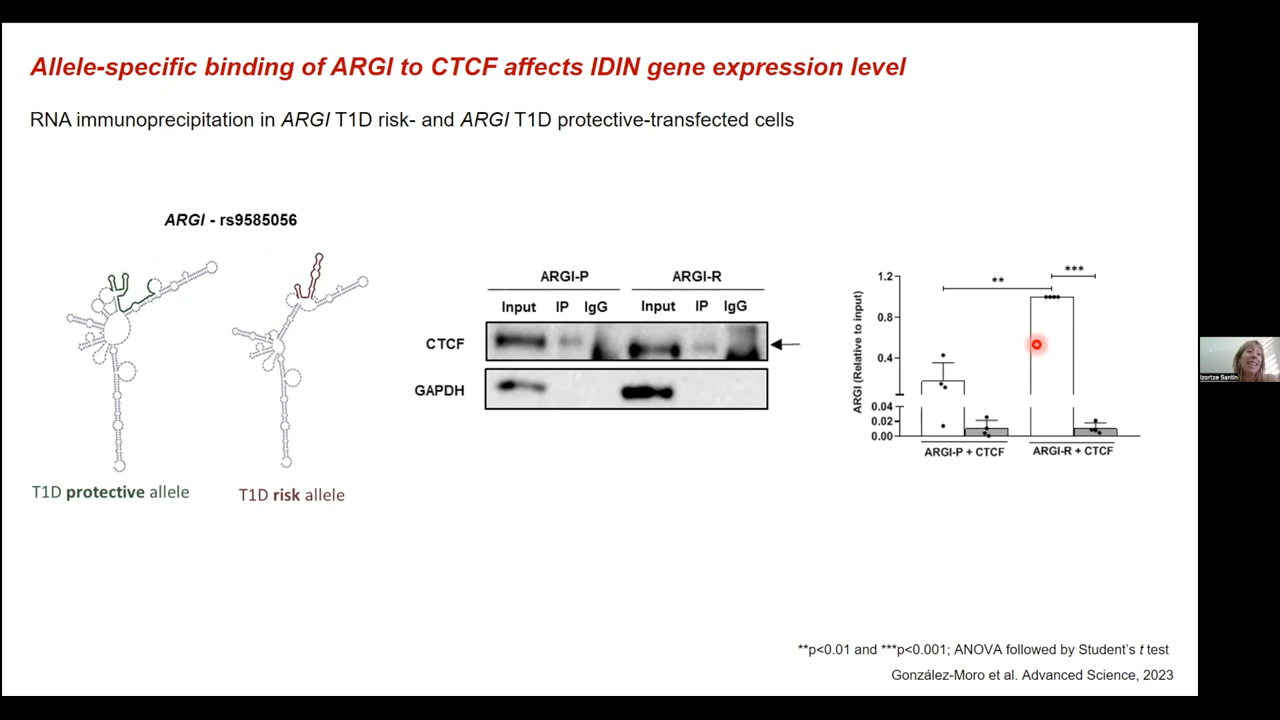 Allele-specific binding of ARGI to CTCF affects IDIN gene expression level
RNA immunoprecipitation in ARGI T1D risk- and ARGI T1D protective-transfected cells
ARGI - rs9585056
T1D protective allele
T1D risk allele
ARGI-P ARGI-R
Input IP IgG Input IP IgG
CTCF
GAPDH
ARGI (Relative to input)
1.2
0.8
0.4
0.04
0.02
0.00
**
***
ARGI-P + CTCF ARGI-R + CTCF
Izortze Santin
**p<0.01 and ***p<0.001; ANOVA followed by Student's t test
González-Moro et al. Advanced Science, 2023